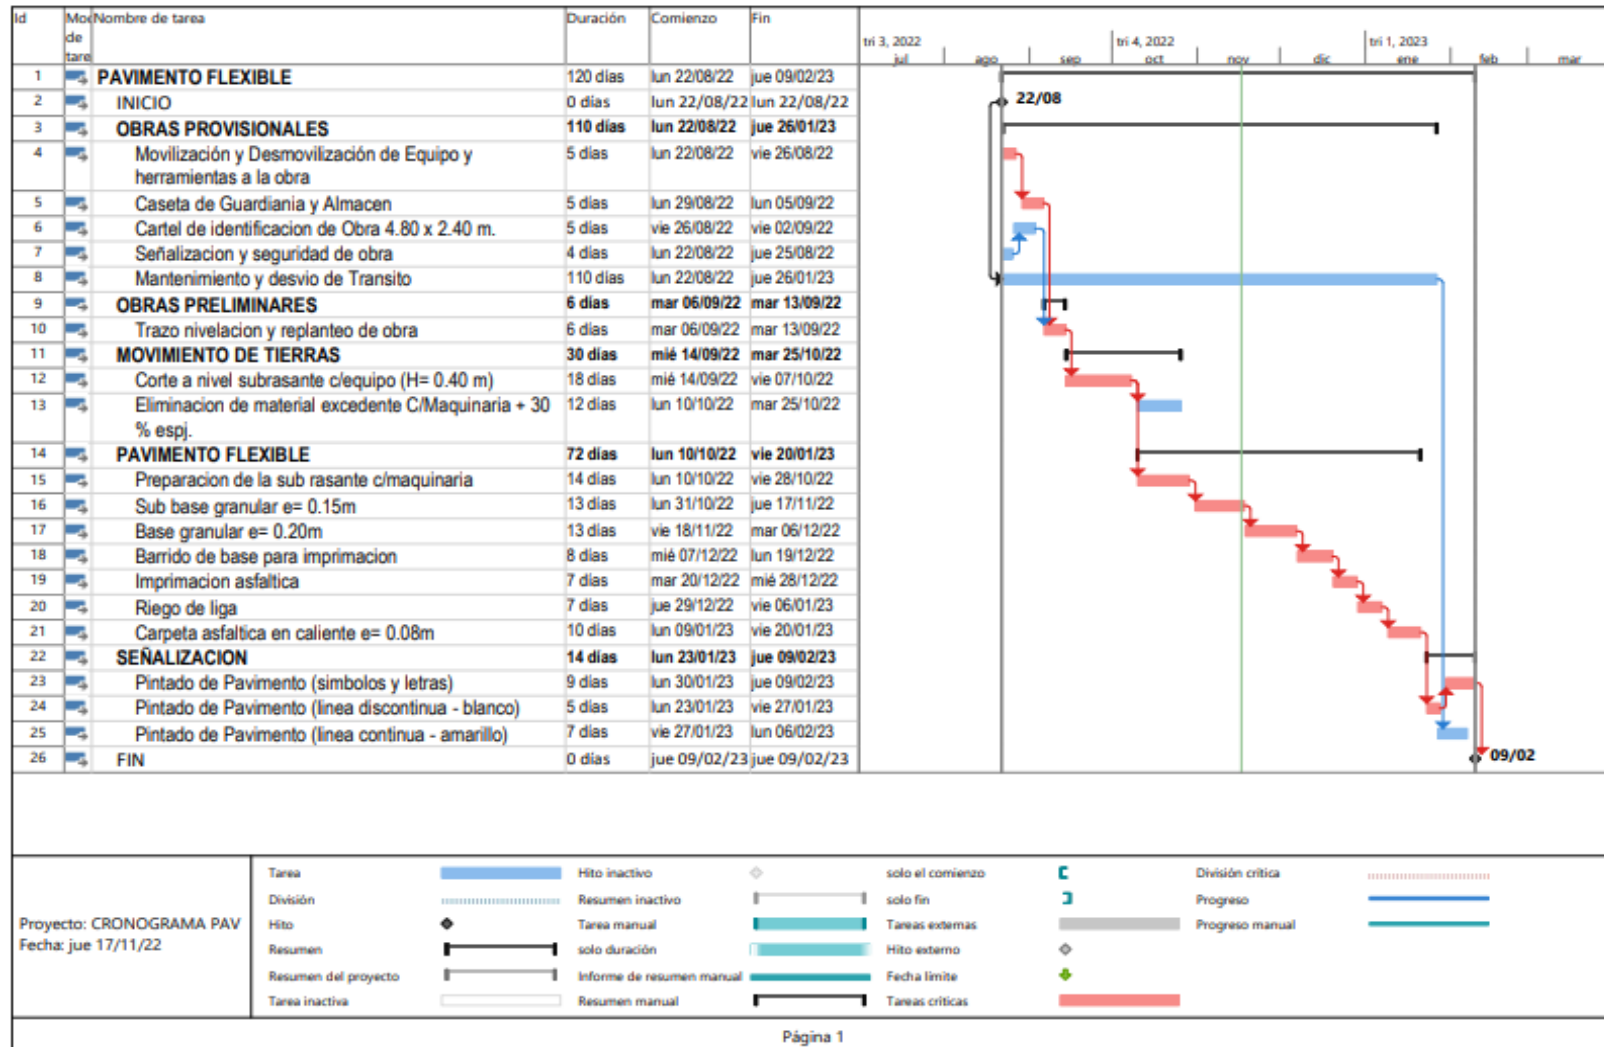 Id Mod de tare Nombre de tarea Duración Comienzo Fin
tri 3, 2022 tri 4, 2022 tri 1, 2023
jul ago sep oct nov dic ene feb mar
1 PAVIMENTO FLEXIBLE 120 días lun 22/08/22 jue 09/02/23
2 INICIO 0 días lun 22/08/22 lun 22/08/22 22/08
3 OBRAS PROVISIONALES 110 días lun 22/08/22 jue 26/01/23
4 Movilización y Desmovilización de Equipo y 5 días lun 22/08/22 vie 26/08/22
herramientas a la obra
5 Caseta de Guardiania y Almacen 5 días lun 29/08/22 lun 05/09/22
6 Cartel de identificacion de Obra 4.80 x 2.40 m. 5 días vie 26/08/22 vie 02/09/22
7 Señalizacion y seguridad de obra 4 días lun 22/08/22 jue 25/08/22
8 Mantenimiento y desvio de Transito 110 días lun 22/08/22 jue 26/01/23
9 OBRAS PRELIMINARES 6 días mar 06/09/22 mar 13/09/22
10 Trazo nivelacion y replanteo de obra 6 días mar 06/09/22 mar 13/09/22
11 MOVIMIENTO DE TIERRAS 30 días mié 14/09/22 mar 25/10/22
12 Corte a nivel subrasante c/equipo (H= 0.40 m) 18 días mié 14/09/22 vie 07/10/22
13 Eliminacion de material excedente C/Maquinaria + 30 12 días lun 10/10/22 mar 25/10/22
% espj.
14 PAVIMENTO FLEXIBLE 72 días lun 10/10/22 vie 20/01/23
15 Preparacion de la sub rasante c/maquinaria 14 días lun 10/10/22 vie 28/10/22
16 Sub base granular e= 0.15m 13 días lun 31/10/22 jue 17/11/22
17 Base granular e= 0.20m 13 días vie 18/11/22 mar 06/12/22
18 Barrido de base para imprimacion 8 días mié 07/12/22 lun 19/12/22
19 Imprimacion asfaltica 7 días mar 20/12/22 mié 28/12/22
20 Riego de liga 7 días jue 29/12/22 vie 06/01/23
21 Carpeta asfaltica en caliente e= 0.08m 10 días lun 09/01/23 vie 20/01/23
22 SEÑALIZACION 14 días lun 23/01/23 jue 09/02/23
23 Pintado de Pavimento (simbolos y letras) 9 días lun 30/01/23 jue 09/02/23
24 Pintado de Pavimento (linea discontinua - blanco) 5 días lun 23/01/23 vie 27/01/23
25 Pintado de Pavimento (linea continua - amarillo) 7 días vie 27/01/23 lun 06/02/23
26 FIN 0 días jue 09/02/23 jue 09/02/23 09/02
Proyecto: CRONOGRAMA PAV
Fecha: jue 17/11/22
Tarea Hito inactivo solo el comienzo División crítica
División Resumen inactivo solo fin Progreso
Hito Tarea manual Tareas externas Progreso manual
Resumen solo duración Hito externo
Resumen del proyecto Informe de resumen manual Fecha límite
Tarea inactiva Resumen manual Tareas críticas
Página 1